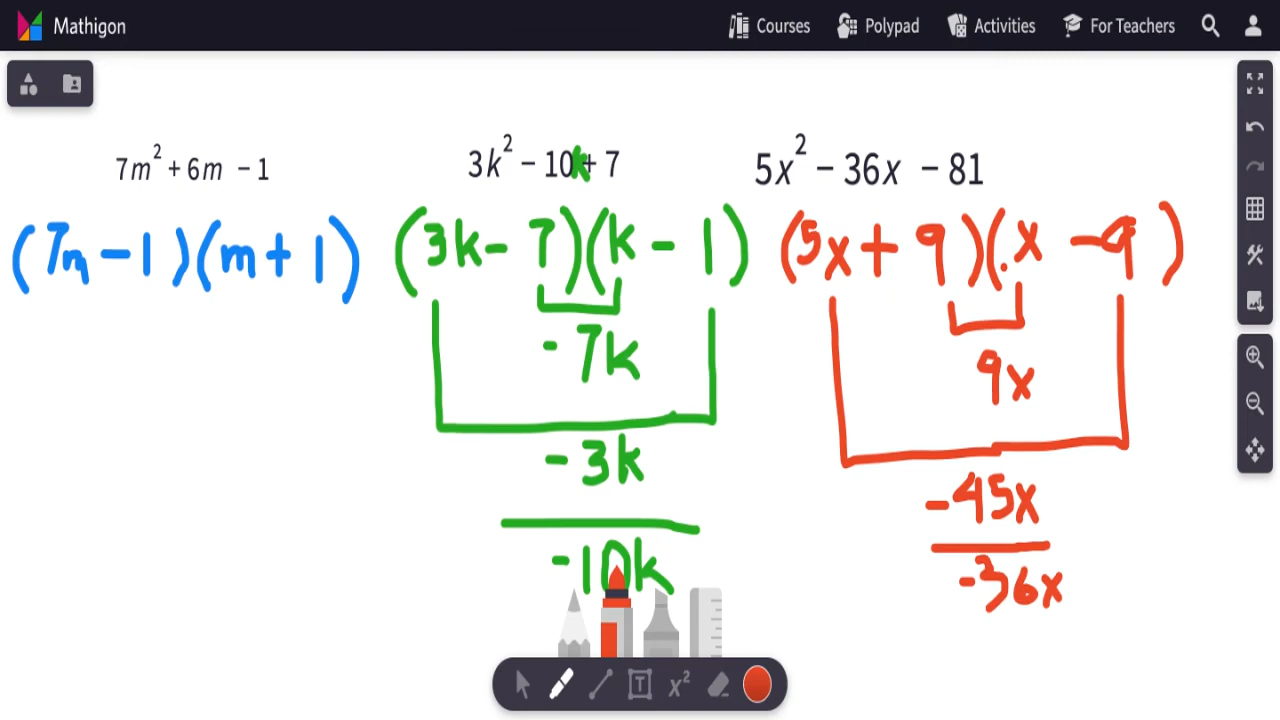 Mathigon Courses Polypad Activities For Teachers
7m² + 6m − 1
3k² − 10k + 7
5x² − 36x − 81
(7m − 1)(m + 1)
(3k − 7)(k − 1)
(5x + 9)(x − 9)
-7k
9x
-3k
-45x
-10k
-36x
T x²